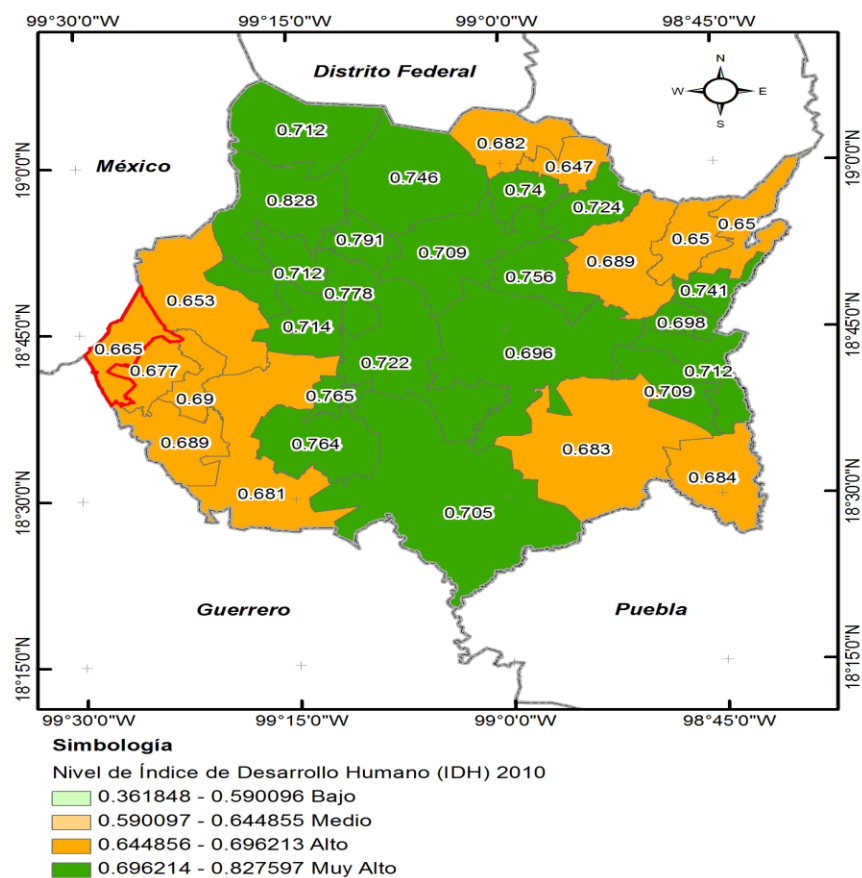 99°30'0"W 99°15'0"W 99°0'0"W 98°45'0"W
Distrito Federal
N
W E
S
0.712
0.682
México
0.647
19°0'0"N 19°0'0"N
0.746
0.74
0.828
0.724
0.65
0.791
0.65
0.709
0.689
0.712
0.756
0.778
0.741
0.653
0.714
0.698
18°45'0"N 18°45'0"N
0.665
0.696
0.722
0.677
0.712
0.709
0.69
0.765
0.689
0.764
0.683
0.684
0.681
18°30'0"N 18°30'0"N
0.705
Guerrero Puebla
18°15'0"N 18°15'0"N
99°30'0"W 99°15'0"W 99°0'0"W 98°45'0"W
Simbología
Nivel de Índice de Desarrollo Humano (IDH) 2010
0.361848 - 0.590096 Bajo
0.590097 - 0.644855 Medio
0.644856 - 0.696213 Alto
0.696214 - 0.827597 Muy Alto